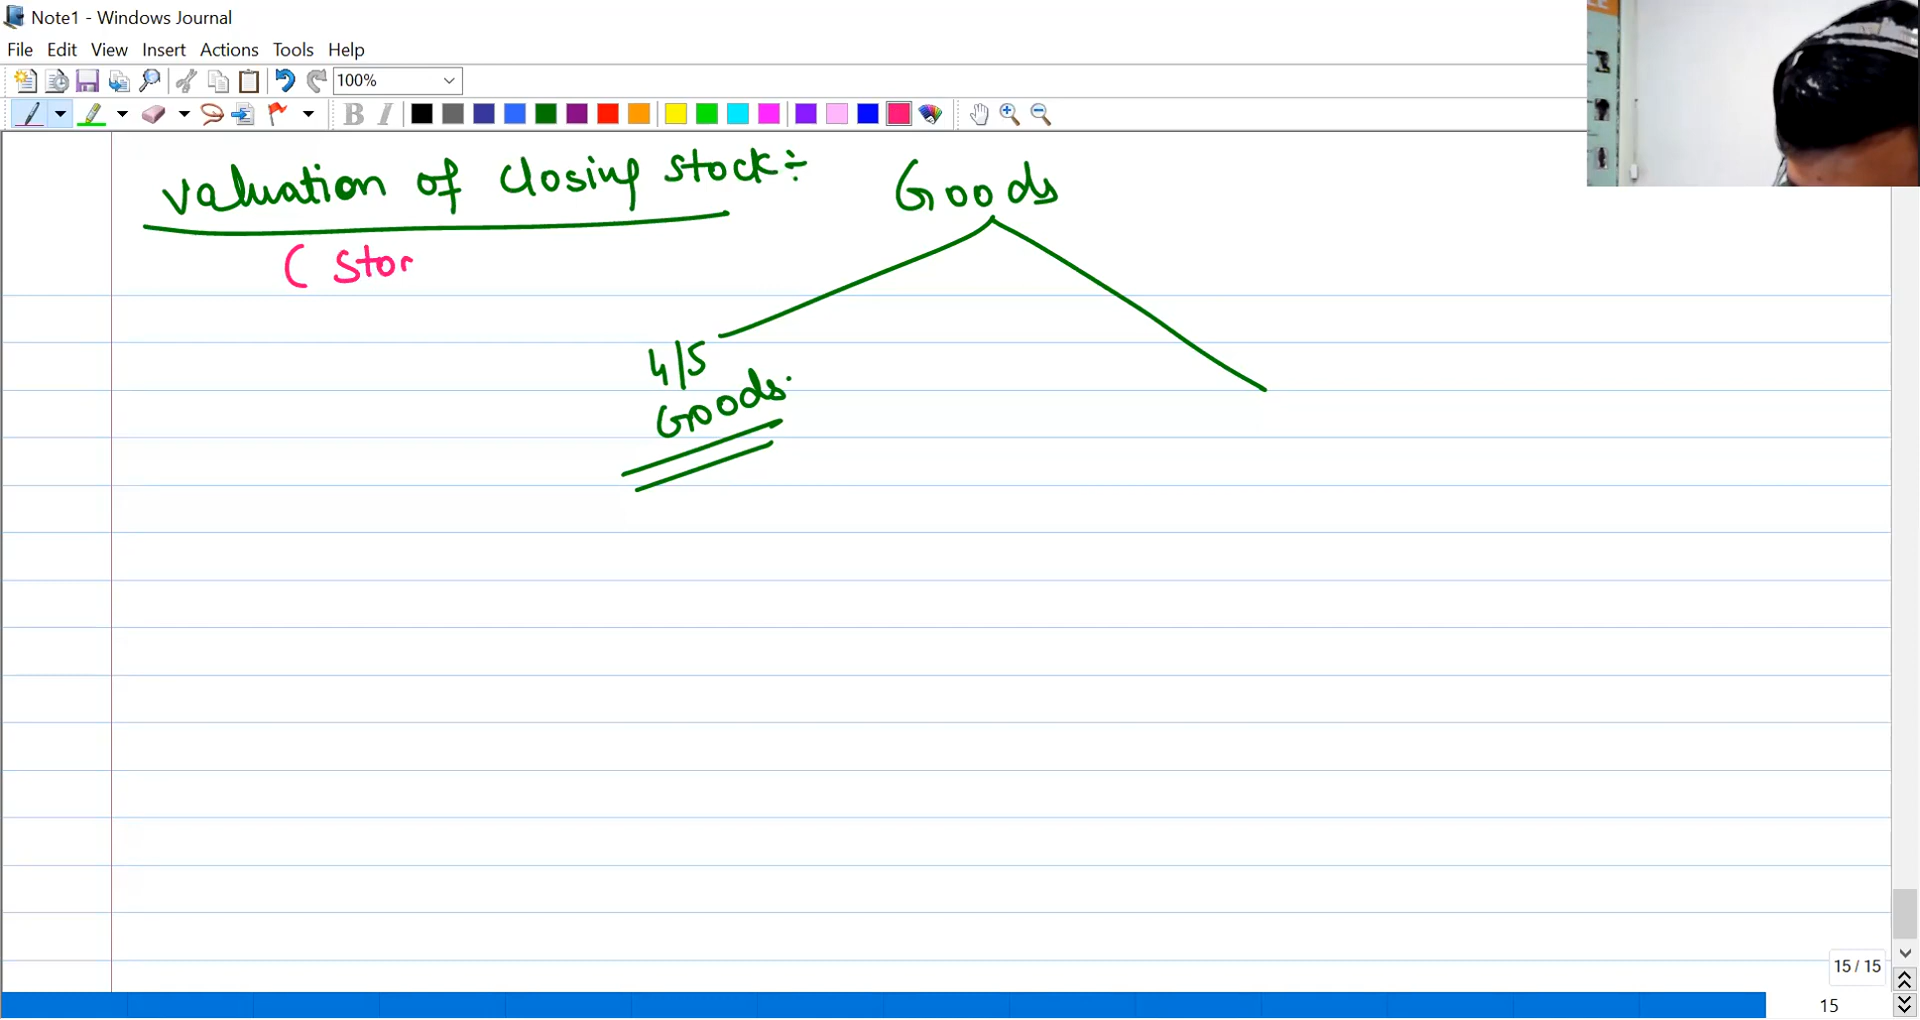 Note1 - Windows Journal
File Edit View Insert Actions Tools Help
100%
B I
Valuation of closing stock:-
Goods
( Stor
4/5
Goods.
15 / 15
15